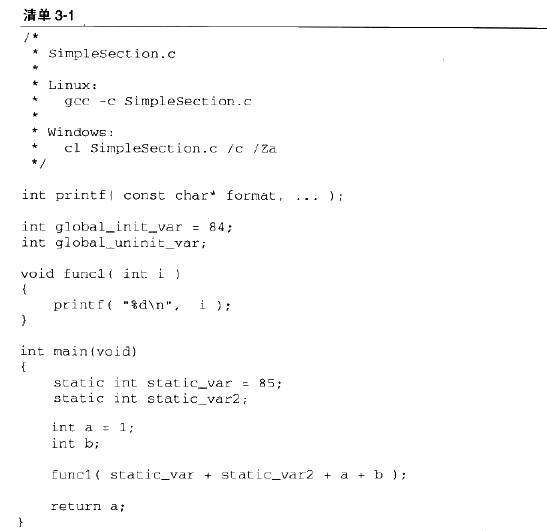 清单 3-1
/*
 * SimpleSection.c
 *
 * Linux:
 *   gcc -c SimpleSection.c
 *
 * Windows:
 *   cl SimpleSection.c /c /Za
 */
int printf( const char* format, ... );
int global_init_var = 84;
int global_uninit_var;
void func1( int i )
{
    printf( "%d\n",  i );
}
int main(void)
{
    static int static_var = 85;
    static int static_var2;
    int a = 1;
    int b;
    func1( static_var + static_var2 + a + b );
    return a;
}